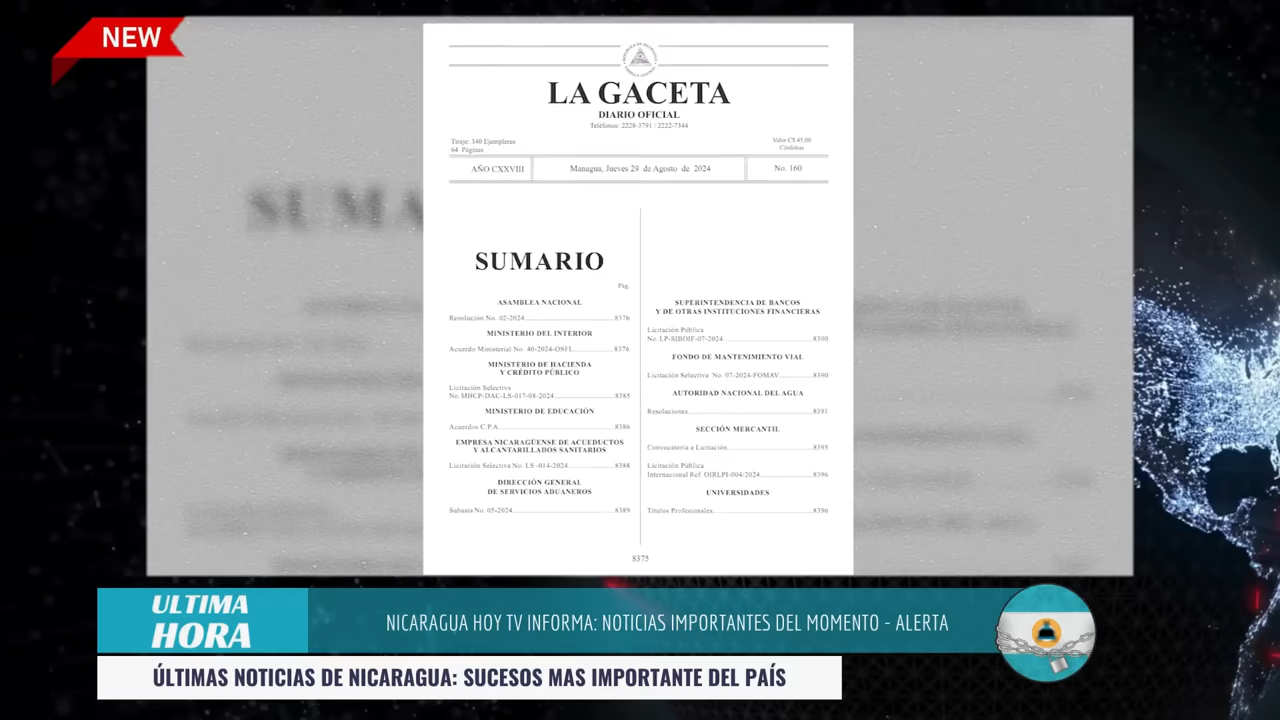 NEW
LA GACETA
DIARIO OFICIAL
Teléfonos: 2228-3791 / 2222-7344
Tiraje: 340 Ejemplares
64 Páginas
Valor C$ 45.00
Córdobas
AÑO CXXVIII
Managua, Jueves 29 de Agosto de 2024
No. 160
SUMARIO
Pág.
ASAMBLEA NACIONAL
Resolución No. 02-2024 8376
MINISTERIO DEL INTERIOR
Acuerdo Ministerial No. 40-2024-OSFL 8376
MINISTERIO DE HACIENDA
Y CRÉDITO PÚBLICO
Licitación Selectiva
No.MHCP-DAC-LS-017-08-2024 8385
MINISTERIO DE EDUCACIÓN
Acuerdos C.P.A 8386
EMPRESA NICARAGÜENSE DE ACUEDUCTOS
Y ALCANTARILLADOS SANITARIOS
Licitación Selectiva No. LS -014-2024 8388
DIRECCIÓN GENERAL
DE SERVICIOS ADUANEROS
Subasta No. 05-2024 8389
SUPERINTENDENCIA DE BANCOS
Y DE OTRAS INSTITUCIONES FINANCIERAS
Licitación Pública
No. LP-SIBOIF-07-2024 8390
FONDO DE MANTENIMIENTO VIAL
Licitación Selectiva No. 07-2024-FOMAV 8390
AUTORIDAD NACIONAL DEL AGUA
Resoluciones 8391
SECCIÓN MERCANTIL
Convocatoria a Licitación 8395
Licitación Pública
Internacional Ref. OIRLPI-004/2024 8396
UNIVERSIDADES
Títulos Profesionales 8396
8375
ULTIMA
HORA
NICARAGUA HOY TV INFORMA: NOTICIAS IMPORTANTES DEL MOMENTO - ALERTA
ÚLTIMAS NOTICIAS DE NICARAGUA: SUCESOS MAS IMPORTANTE DEL PAÍS